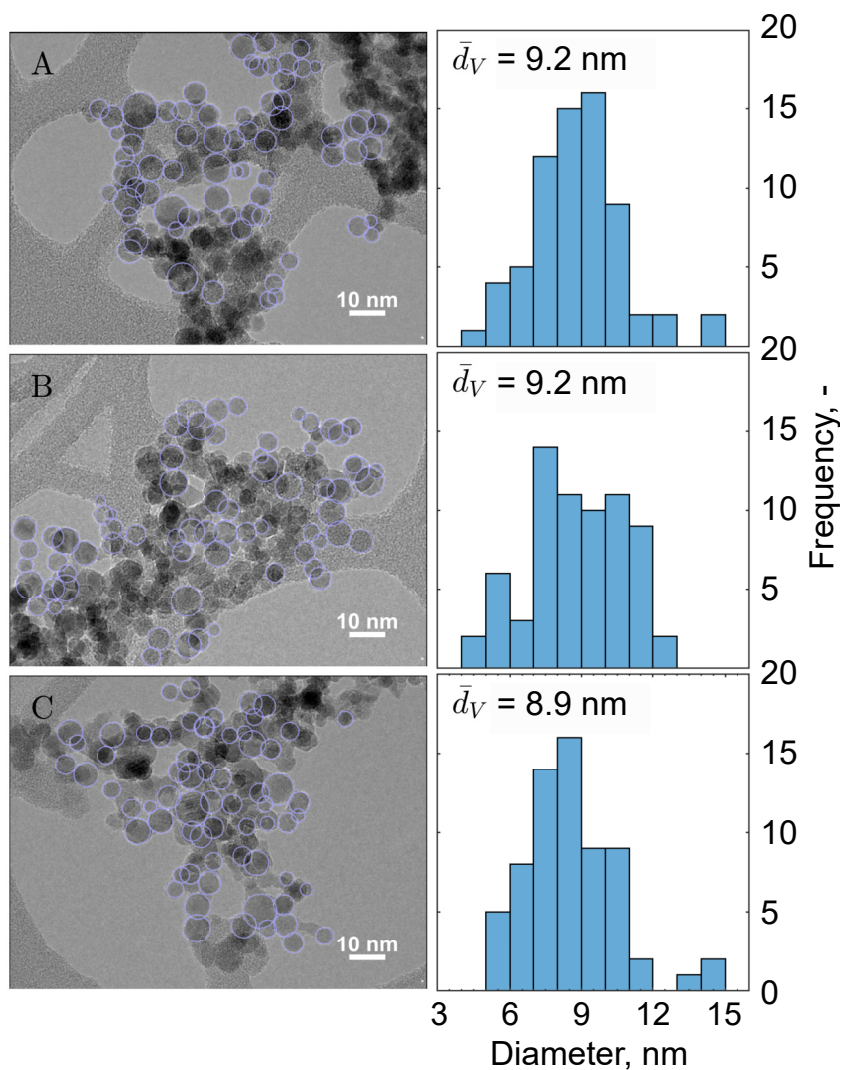 A
10 nm
d̄V = 9.2 nm
20
15
10
5
B
10 nm
d̄V = 9.2 nm
20
15
10
5
C
10 nm
d̄V = 8.9 nm
20
15
10
5
0
3 6 9 12 15
Diameter, nm
Frequency, -